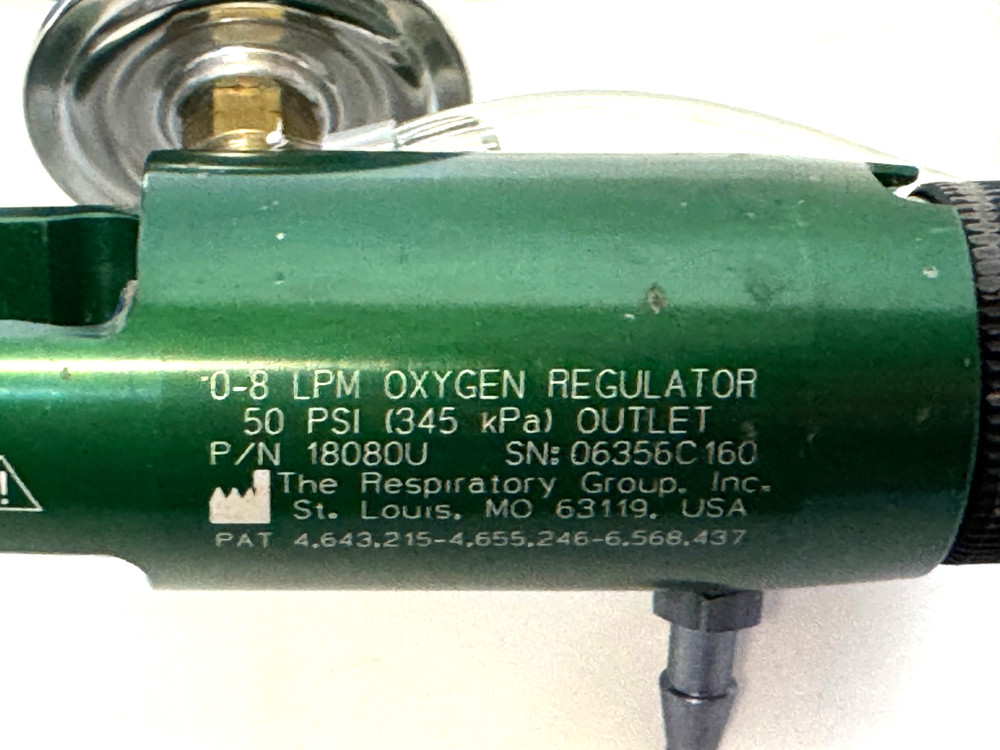 0-8 LPM OXYGEN REGULATOR
50 PSI (345 kPa) OUTLET
P/N 18080U SN: 06356C160
The Respiratory Group, Inc.
St. Louis, MO 63119, USA
PAT 4,643,215-4,655,246-6,568,437
!